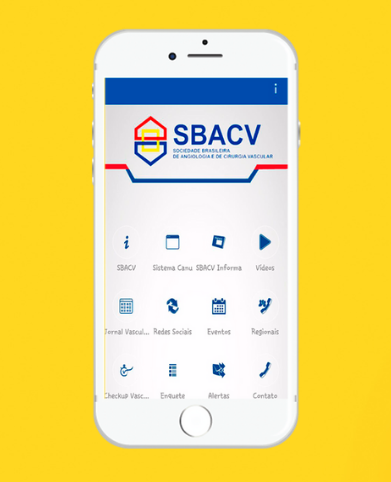 i
SBACV
SOCIEDADE BRASILEIRA
DE ANGIOLOGIA E DE CIRURGIA VASCULAR
SBACV Sistema Canu SBACV Informa Vídeos
Jornal Vascul... Redes Sociais Eventos Regionais
Checkup Vasc... Enquete Alertas Contato